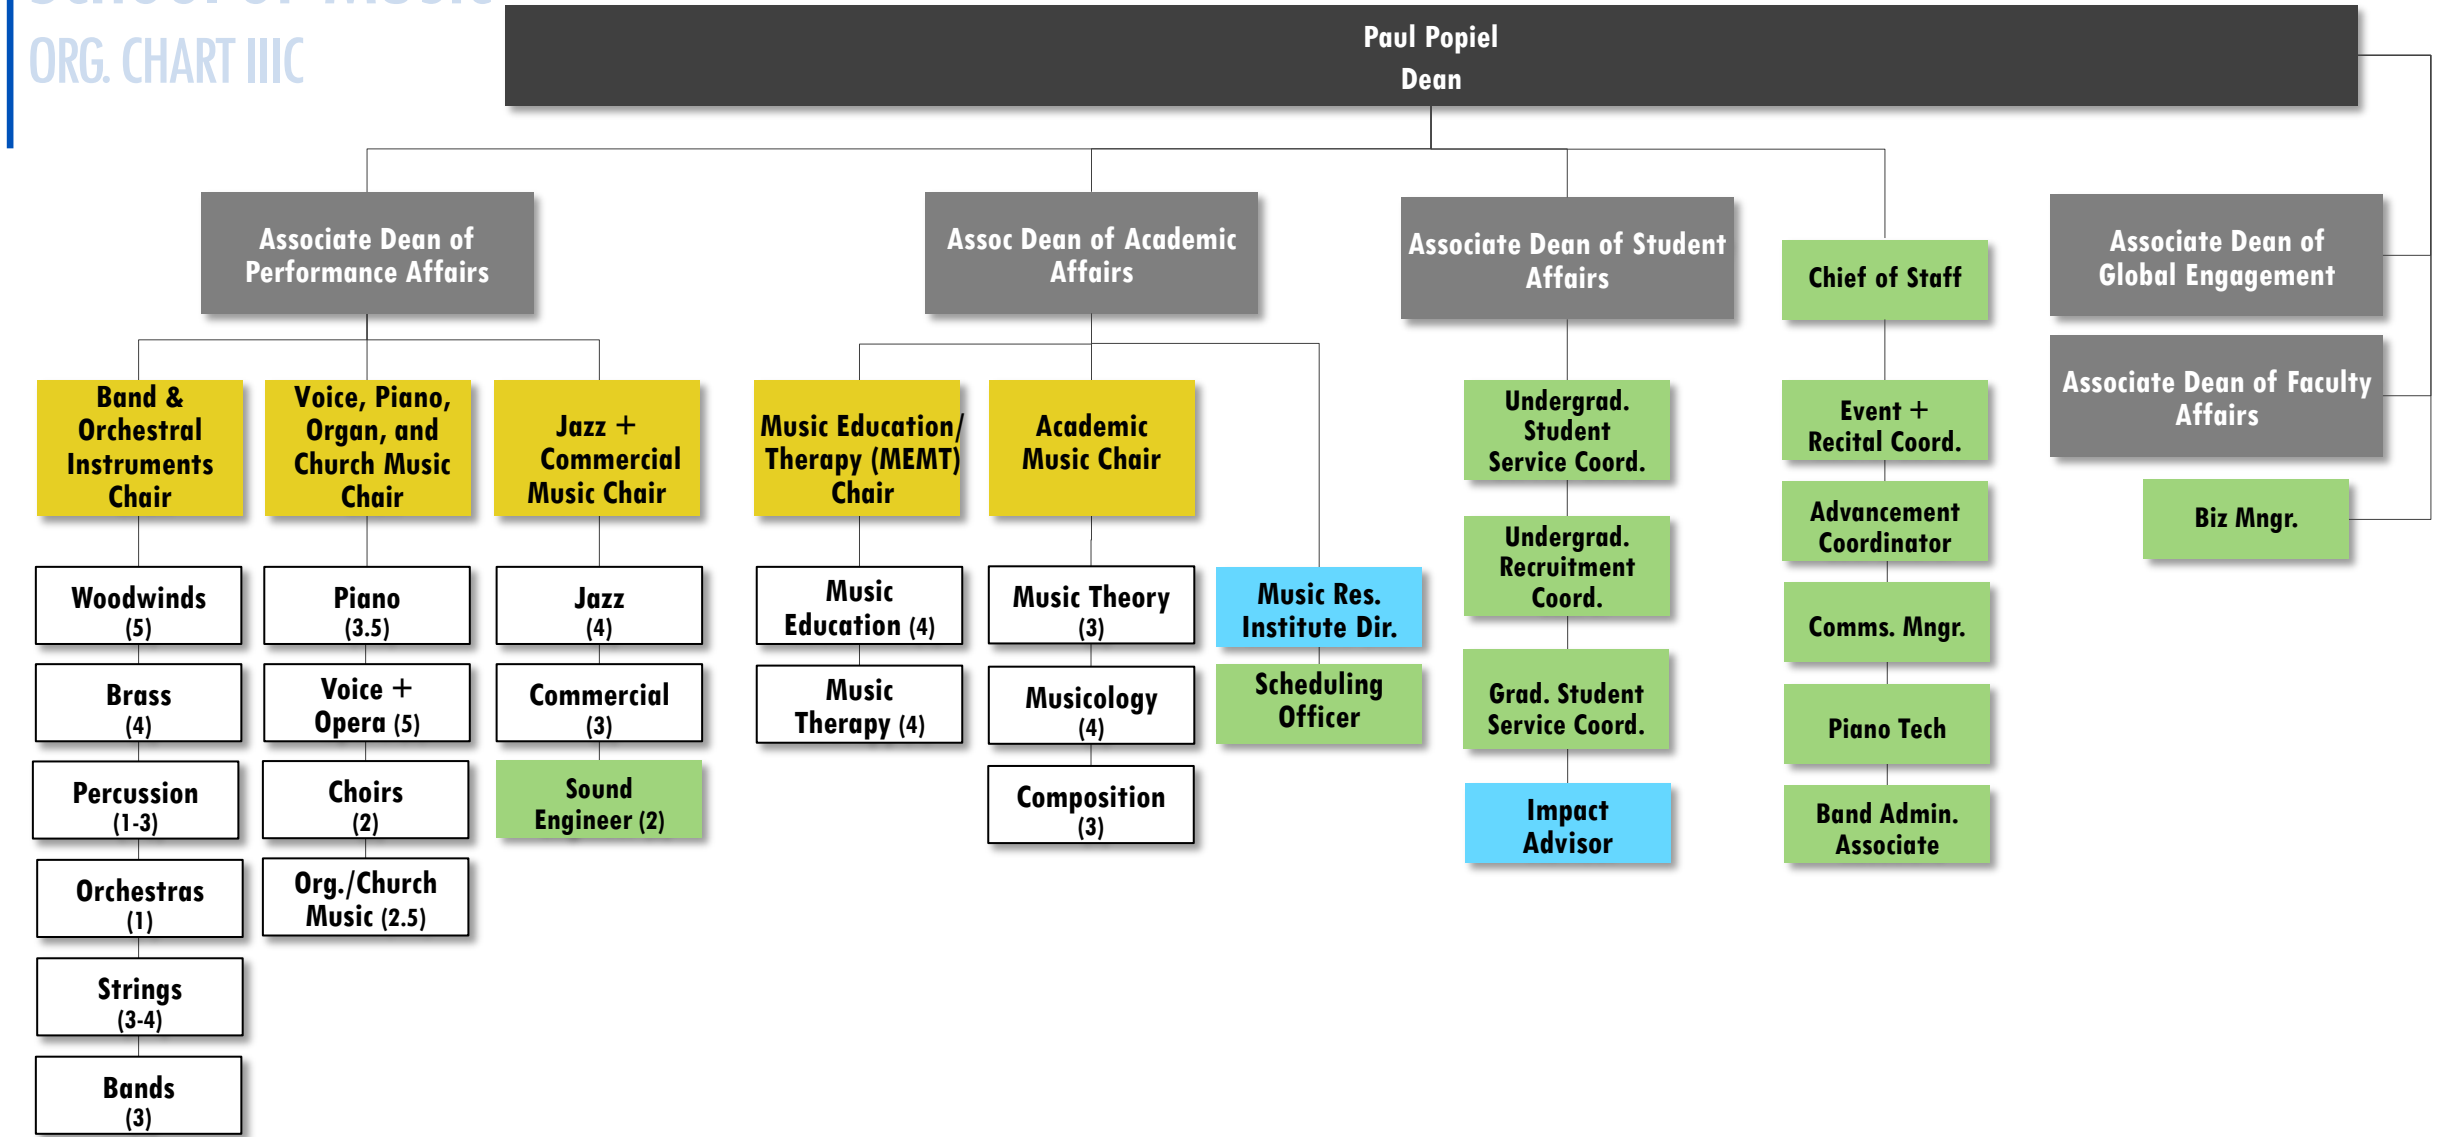 School of Music
ORG. CHART IIIC
Paul Popiel
Dean
Associate Dean of
Performance Affairs
Assoc Dean of Academic
Affairs
Associate Dean of Student
Affairs
Chief of Staff
Associate Dean of
Global Engagement
Associate Dean of Faculty
Affairs
Biz Mngr.
Band &
Orchestral
Instruments
Chair
Voice, Piano,
Organ, and
Church Music
Chair
Jazz +
Commercial
Music Chair
Music Education/
Therapy (MEMT)
Chair
Academic
Music Chair
Undergrad.
Student
Service Coord.
Event +
Recital Coord.
Advancement
Coordinator
Undergrad.
Recruitment
Coord.
Comms. Mngr.
Grad. Student
Service Coord.
Piano Tech
Impact
Advisor
Band Admin.
Associate
Woodwinds
(5)
Brass
(4)
Percussion
(1-3)
Orchestras
(1)
Strings
(3-4)
Bands
(3)
Piano
(3.5)
Voice +
Opera (5)
Choirs
(2)
Org./Church
Music (2.5)
Jazz
(4)
Commercial
(3)
Sound
Engineer (2)
Music
Education (4)
Music
Therapy (4)
Music Theory
(3)
Musicology
(4)
Composition
(3)
Music Res.
Institute Dir.
Scheduling
Officer